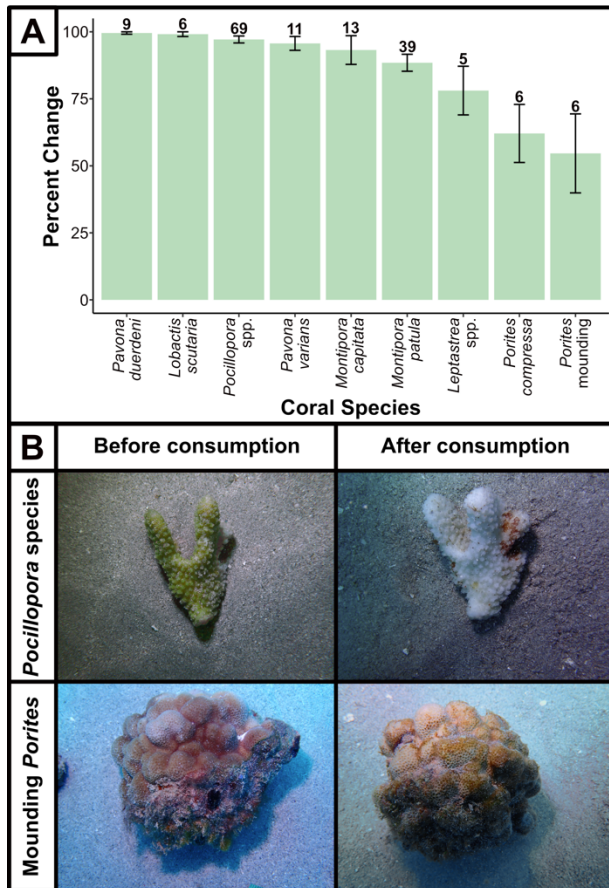 A
Percent Change
100
75
50
25
0
9
6
69
11
13
39
5
6
6
Pavona
duerdeni
Lobactis
scutaria
Pocillopora
spp.
Pavona
varians
Montipora
capitata
Montipora
patula
Leptastrea
spp.
Porites
compressa
Porites
mounding
Coral Species
B
Before consumption
After consumption
Pocillopora species
Mounding Porites